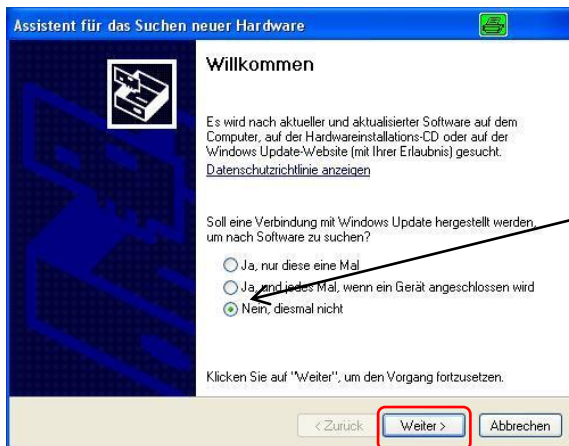 Assistent für das Suchen neuer Hardware
Willkommen
Es wird nach aktueller und aktualisierter Software auf dem
Computer, auf der Hardwareinstallations-CD oder auf der
Windows Update-Website (mit Ihrer Erlaubnis) gesucht.
Datenschutzrichtlinie anzeigen
Soll eine Verbindung mit Windows Update hergestellt werden,
um nach Software zu suchen?
Ja, nur diese eine Mal
Ja, und jedes Mal, wenn ein Gerät angeschlossen wird
Nein, diesmal nicht
Klicken Sie auf "Weiter", um den Vorgang fortzusetzen.
< Zurück Weiter > Abbrechen